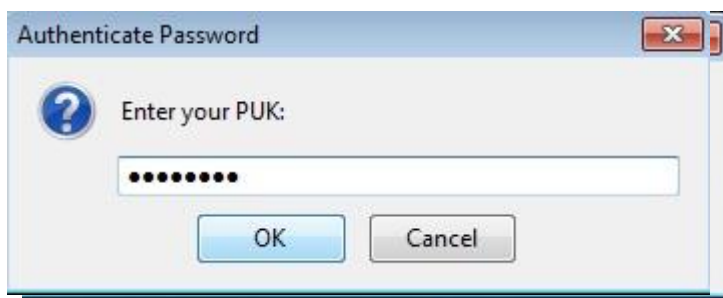 Authenticate Password
Enter your PUK:
••••••••
OK Cancel